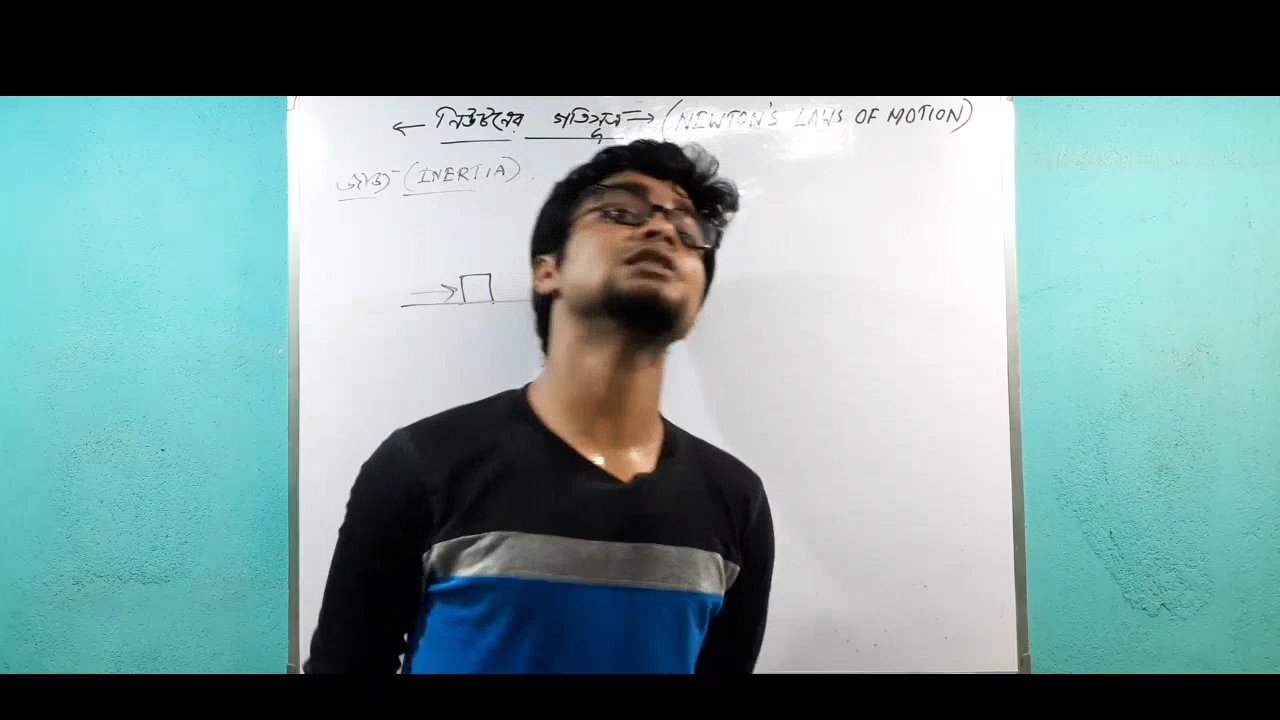 ← নিউটনের গতিসূত্র → (NEWTON'S LAWS OF MOTION)
জাড্য (INERTIA).